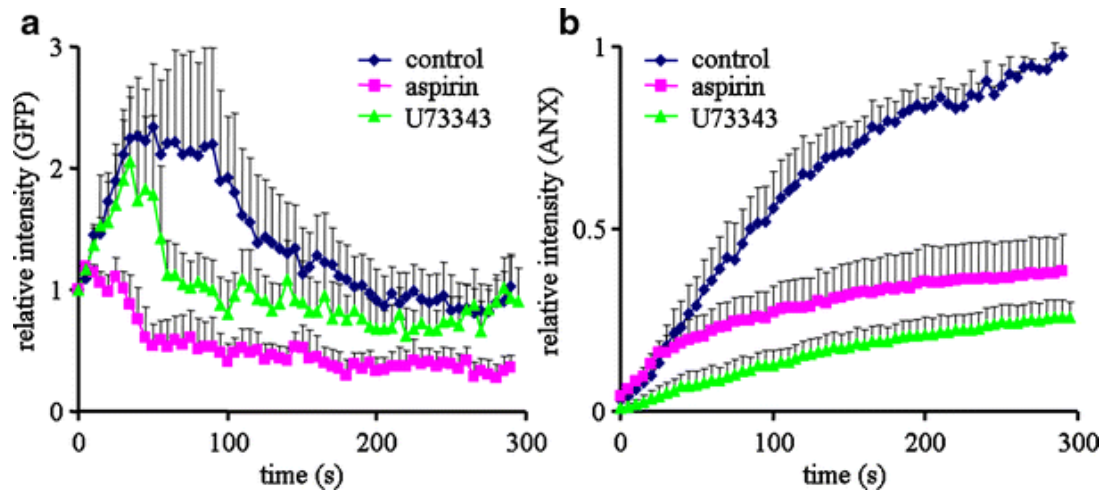 a
3
2
1
0
relative intensity (GFP)
control
aspirin
U73343
0
100
200
300
time (s)
b
1
0.5
0
relative intensity (ANX)
control
aspirin
U73343
0
100
200
300
time (s)